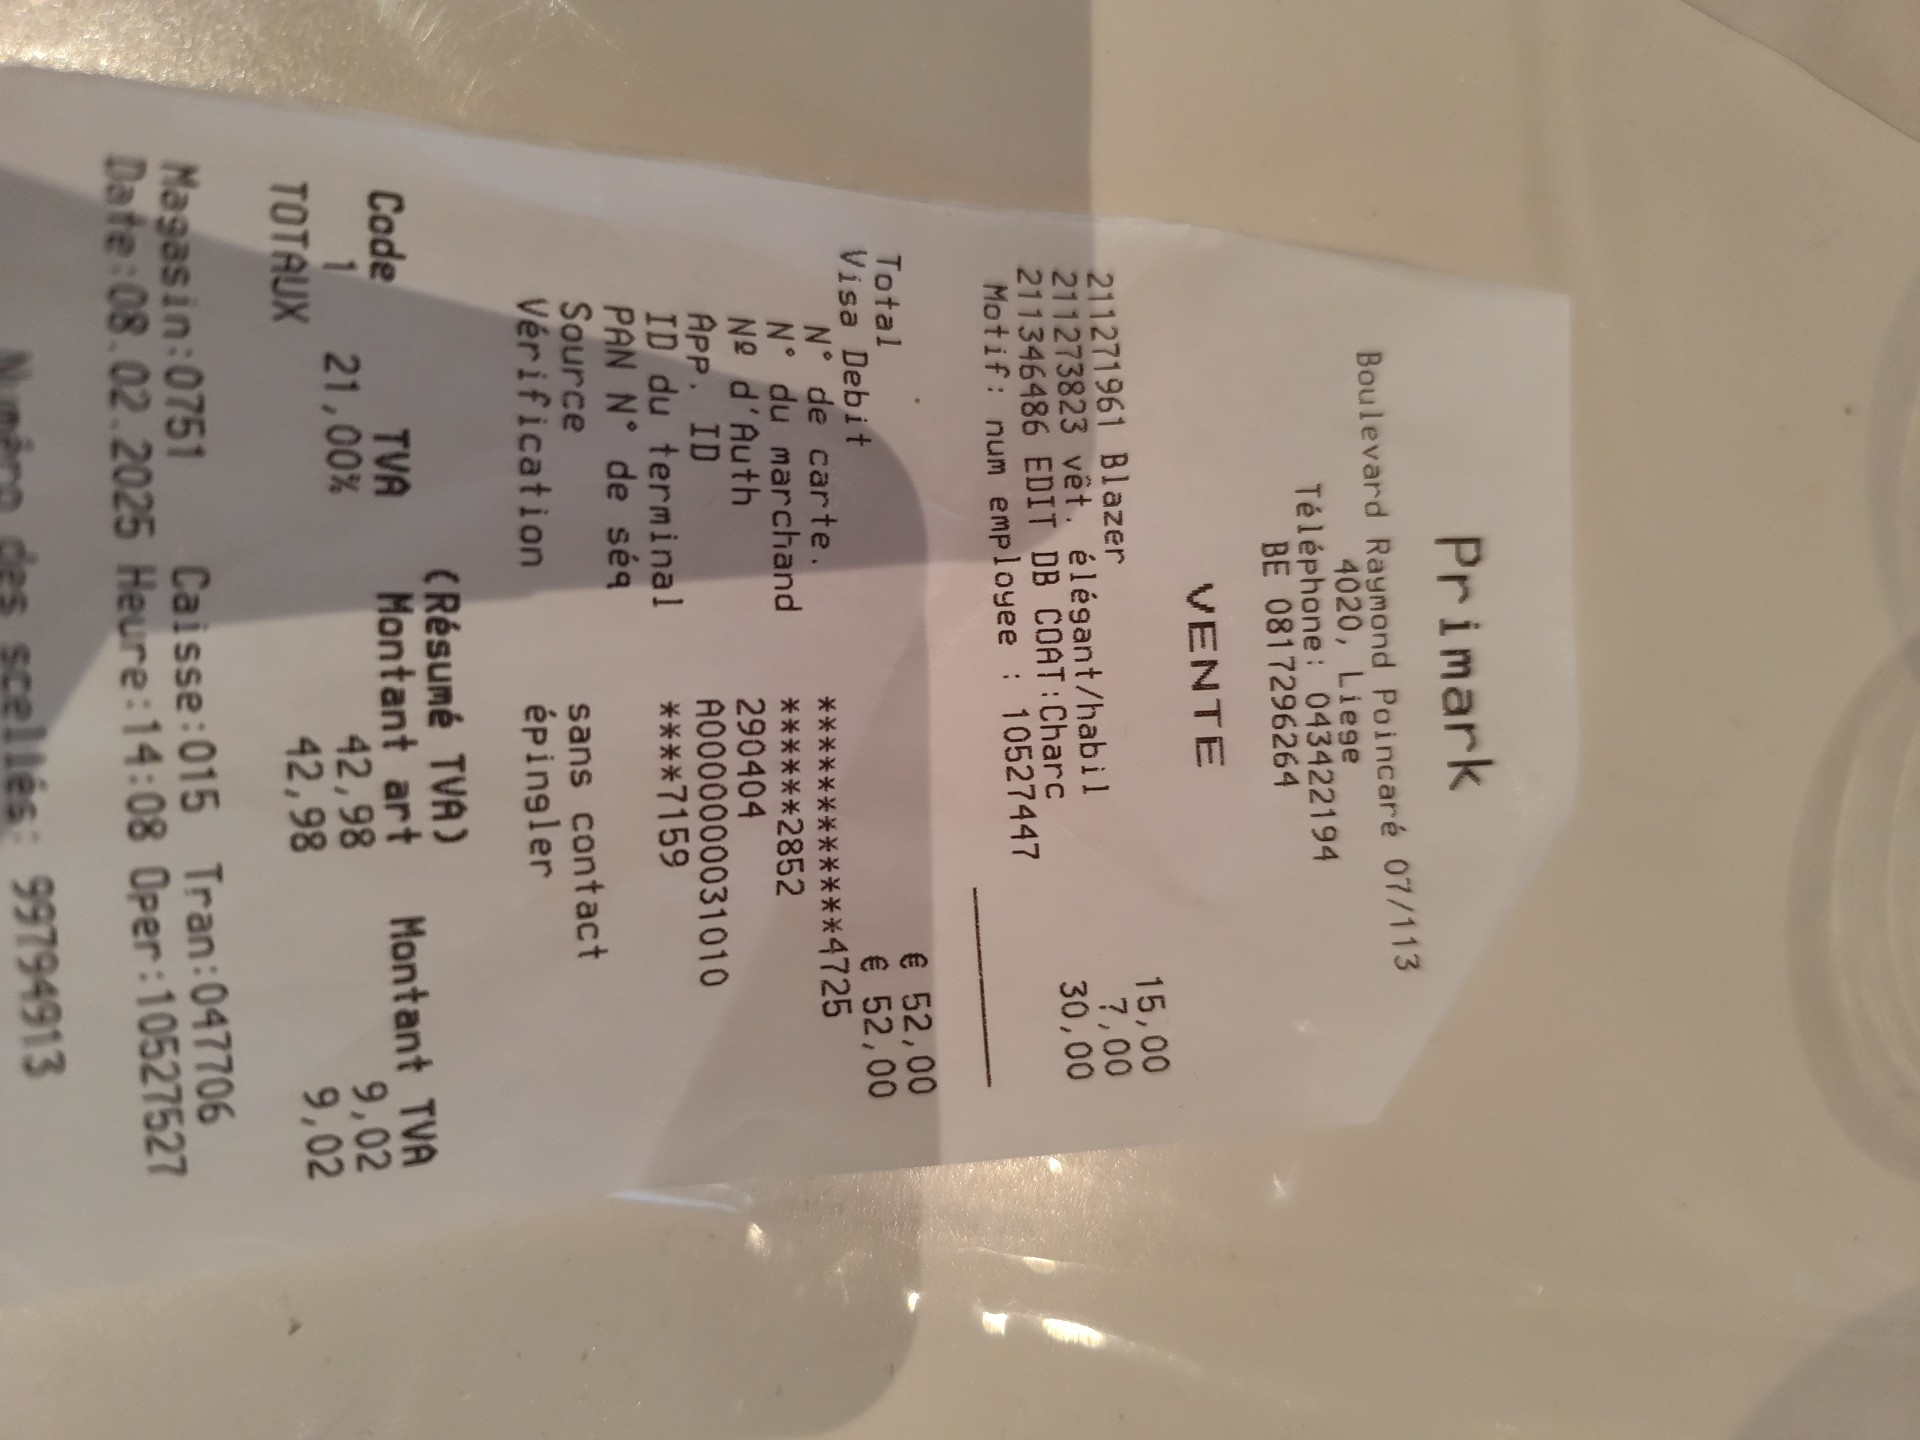 Primark
Boulevard Raymond Poincaré 07/113
4020, Liege
Téléphone: 043422194
BE 0817296264
VENTE
211271961 Blazer 15,00
211273823 vêt. élégant/habil 7,00
211346486 EDIT DB COAT:Charc 30,00
Motif: num employee : 10527447
Total € 52,00
Visa Debit € 52,00
N° de carte. ************4725
N° du marchand ******2852
Nº d'Auth 290404
App. ID A0000000031010
ID du terminal ****7159
PAN N° de séq
Source sans contact
Vérification épingler
(Résumé TVA)
Code TVA Montant art Montant TVA
1 21,00% 42,98 9,02
TOTAUX 42,98 9,02
Magasin:0751 Caisse:015 Tran:047706
Date:08.02.2025 Heure:14:08 Oper:10527527
Numéro des scellés: 99794913